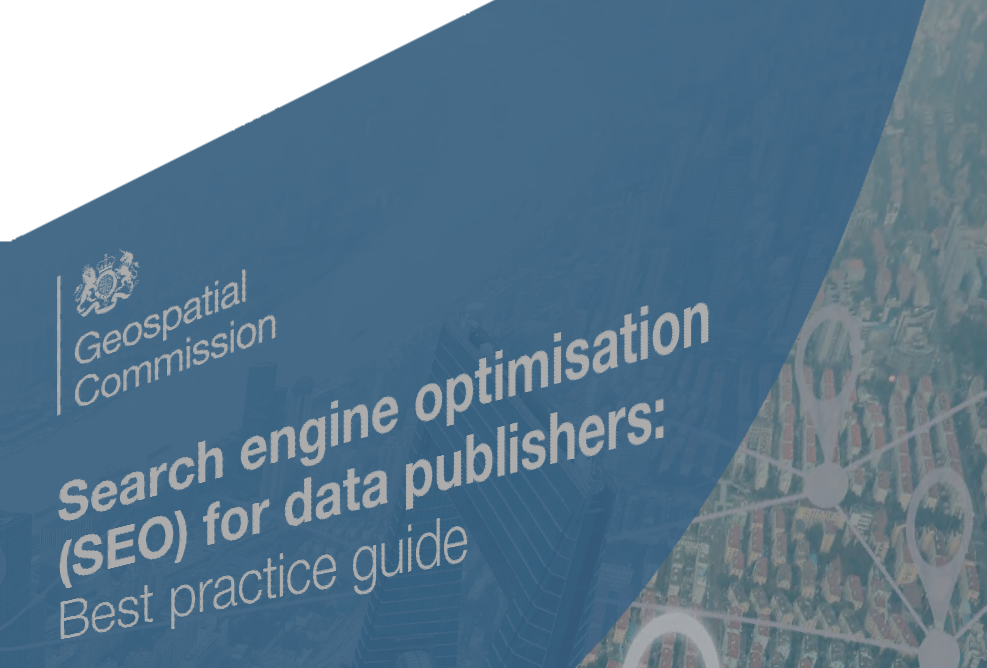 Geospatial
Commission
Search engine optimisation
(SEO) for data publishers:
Best practice guide